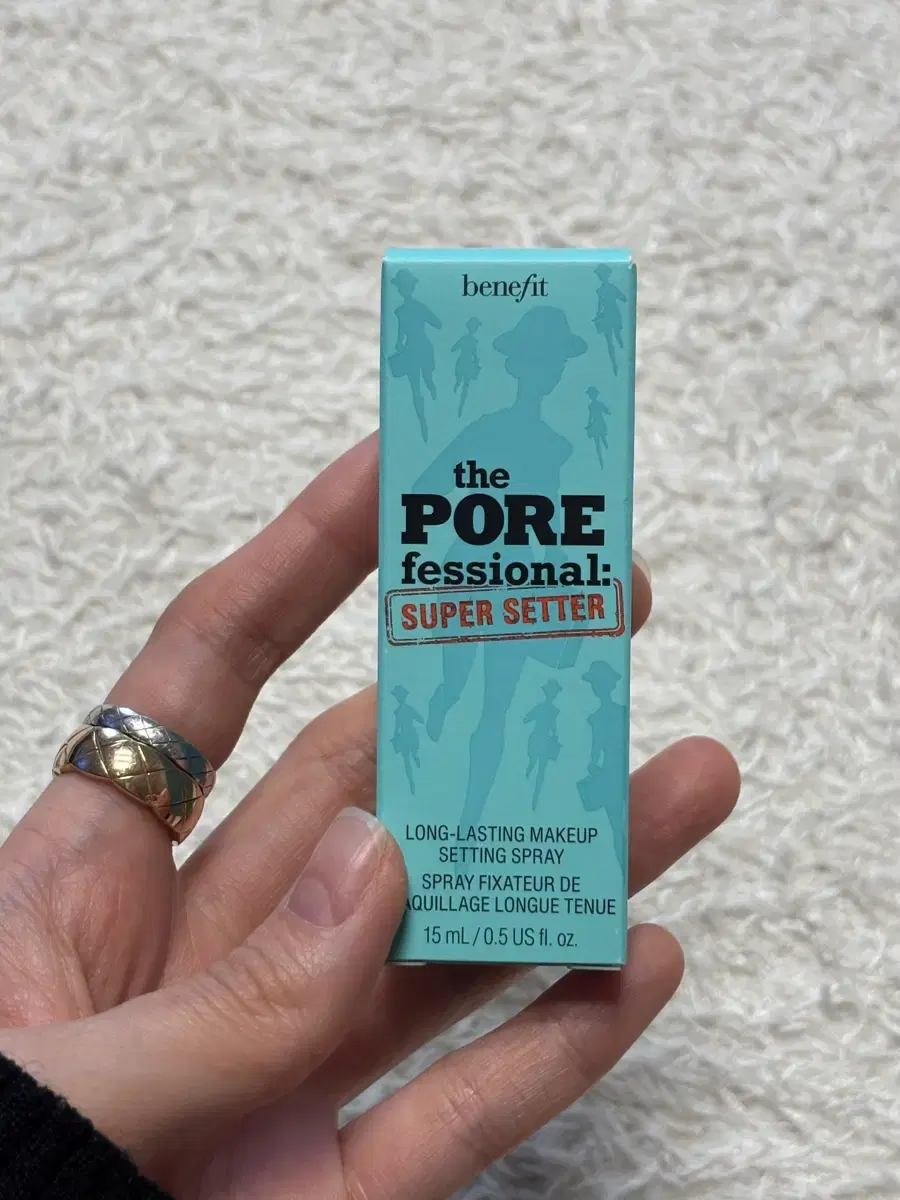 benefit
the
PORE
fessional:
SUPER SETTER
LONG-LASTING MAKEUP
SETTING SPRAY
SPRAY FIXATEUR DE
LONGUE TENUE
15 mL / 0.5 US fl. oz.